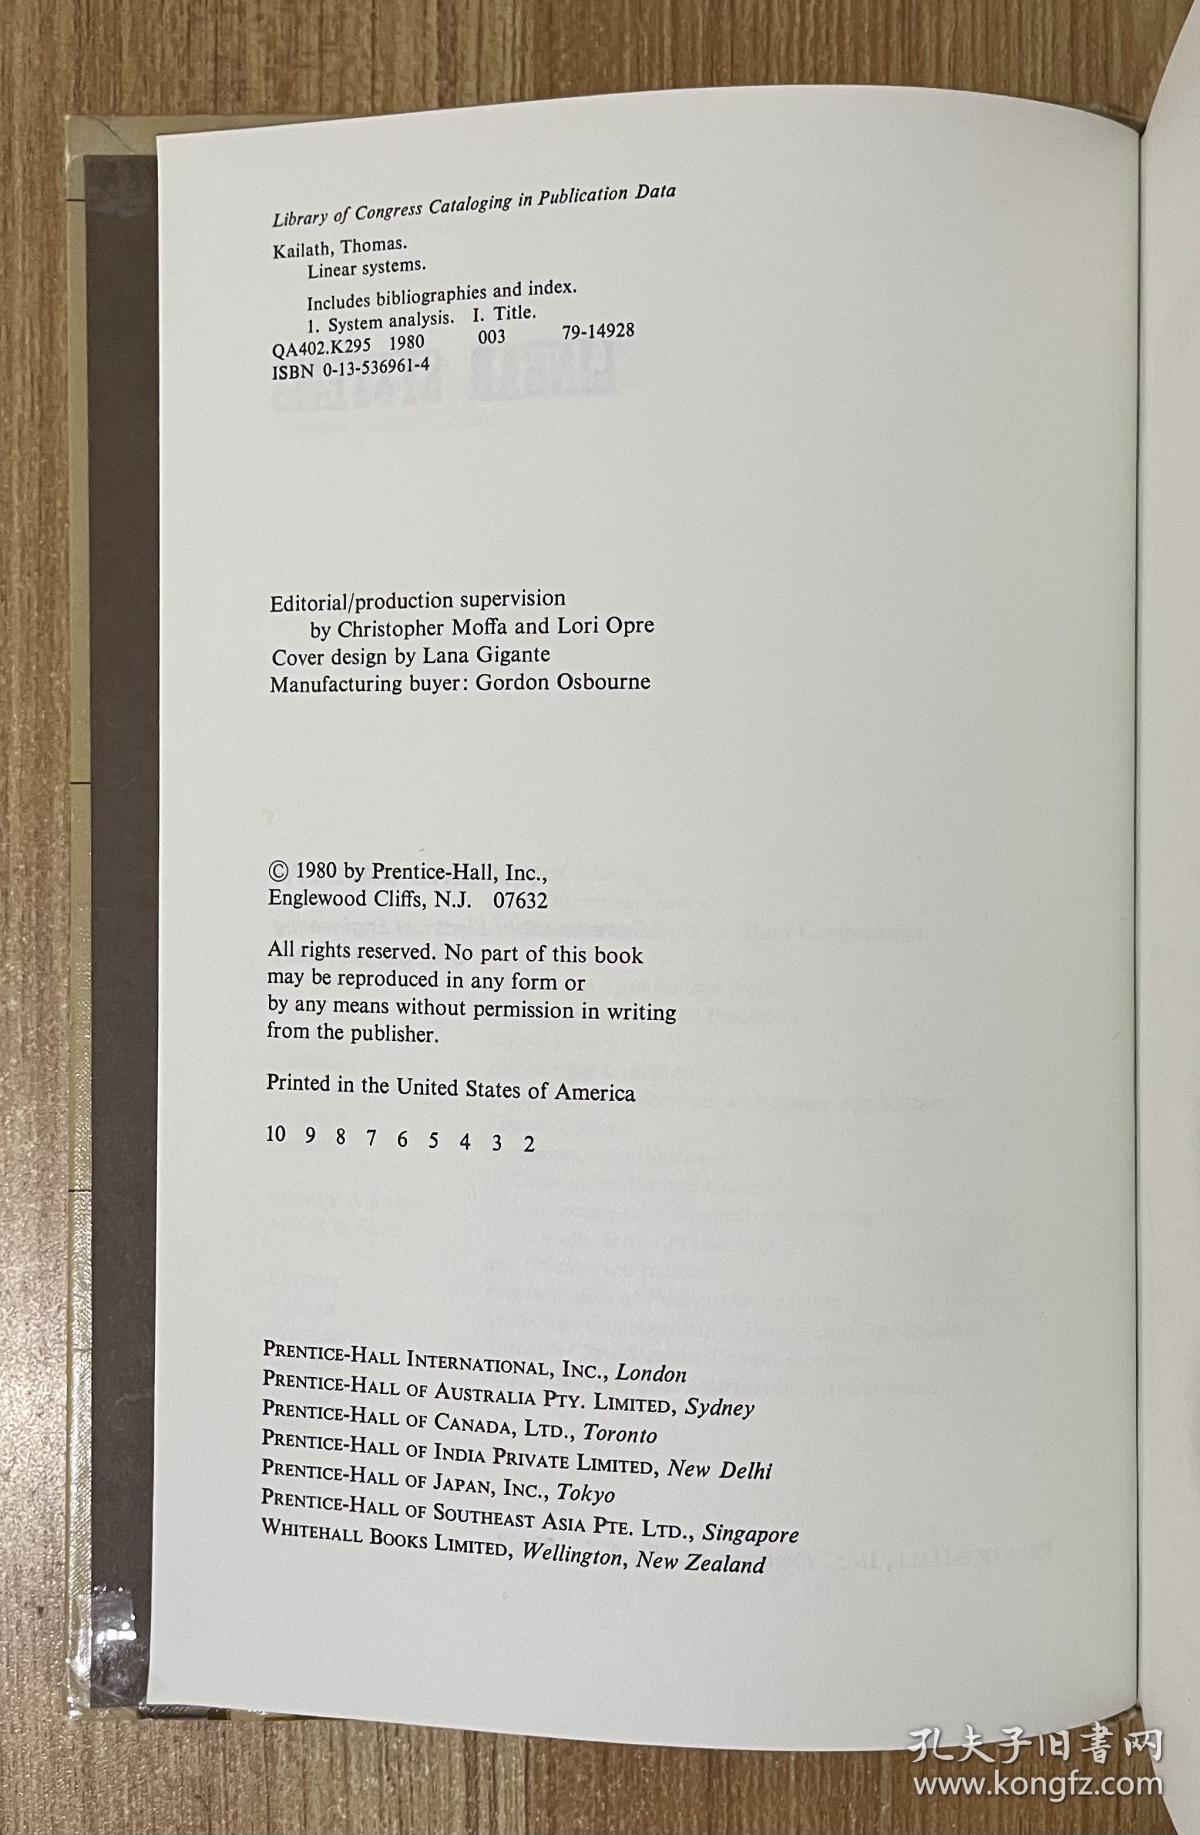 Library of Congress Cataloging in Publication Data
Kailath, Thomas.
Linear systems.
Includes bibliographies and index.
1. System analysis. I. Title.
QA402.K295 1980 003 79-14928
ISBN 0-13-536961-4
Editorial/production supervision
by Christopher Moffa and Lori Opre
Cover design by Lana Gigante
Manufacturing buyer: Gordon Osbourne
© 1980 by Prentice-Hall, Inc.,
Englewood Cliffs, N.J. 07632
All rights reserved. No part of this book
may be reproduced in any form or
by any means without permission in writing
from the publisher.
Printed in the United States of America
10 9 8 7 6 5 4 3 2
PRENTICE-HALL INTERNATIONAL, INC., London
PRENTICE-HALL OF AUSTRALIA PTY. LIMITED, Sydney
PRENTICE-HALL OF CANADA, LTD., Toronto
PRENTICE-HALL OF INDIA PRIVATE LIMITED, New Delhi
PRENTICE-HALL OF JAPAN, INC., Tokyo
PRENTICE-HALL OF SOUTHEAST ASIA PTE. LTD., Singapore
WHITEHALL BOOKS LIMITED, Wellington, New Zealand
孔夫子旧書网
www.kongfz.com